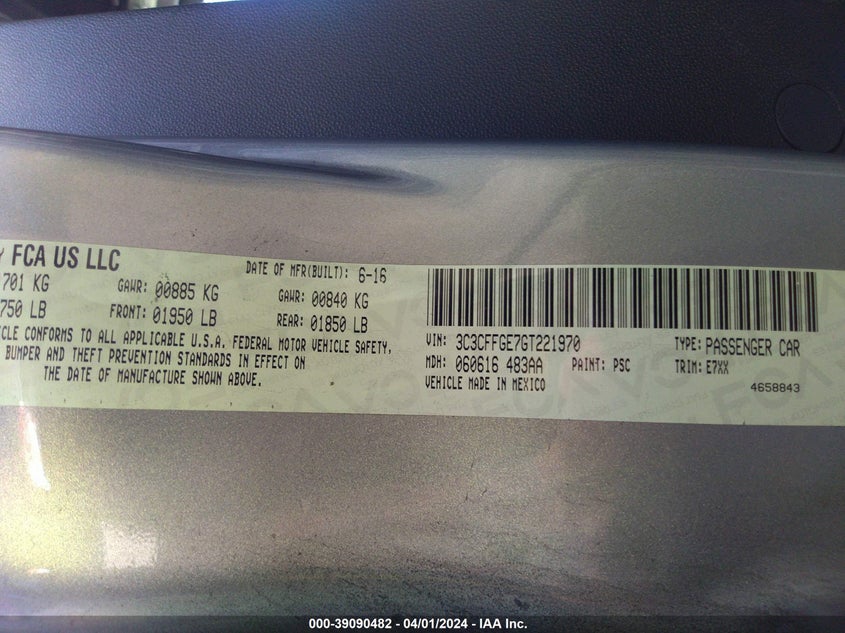 FCA US LLC
DATE OF MFR(BUILT): 6-16
701 KG GAWR: 00885 KG GAWR: 00840 KG
750 LB FRONT: 01950 LB REAR: 01850 LB
CONFORMS TO ALL APPLICABLE U.S.A. FEDERAL MOTOR VEHICLE SAFETY,
BUMPER AND THEFT PREVENTION STANDARDS IN EFFECT ON
THE DATE OF MANUFACTURE SHOWN ABOVE.
VIN: 3C3CFFGE7GT221970 TYPE: PASSENGER CAR
MDH: 060616 483AA PAINT: PSC TRIM: E7XX
VEHICLE MADE IN MEXICO 4658843
000-39090482 - 04/01/2024 - IAA Inc.